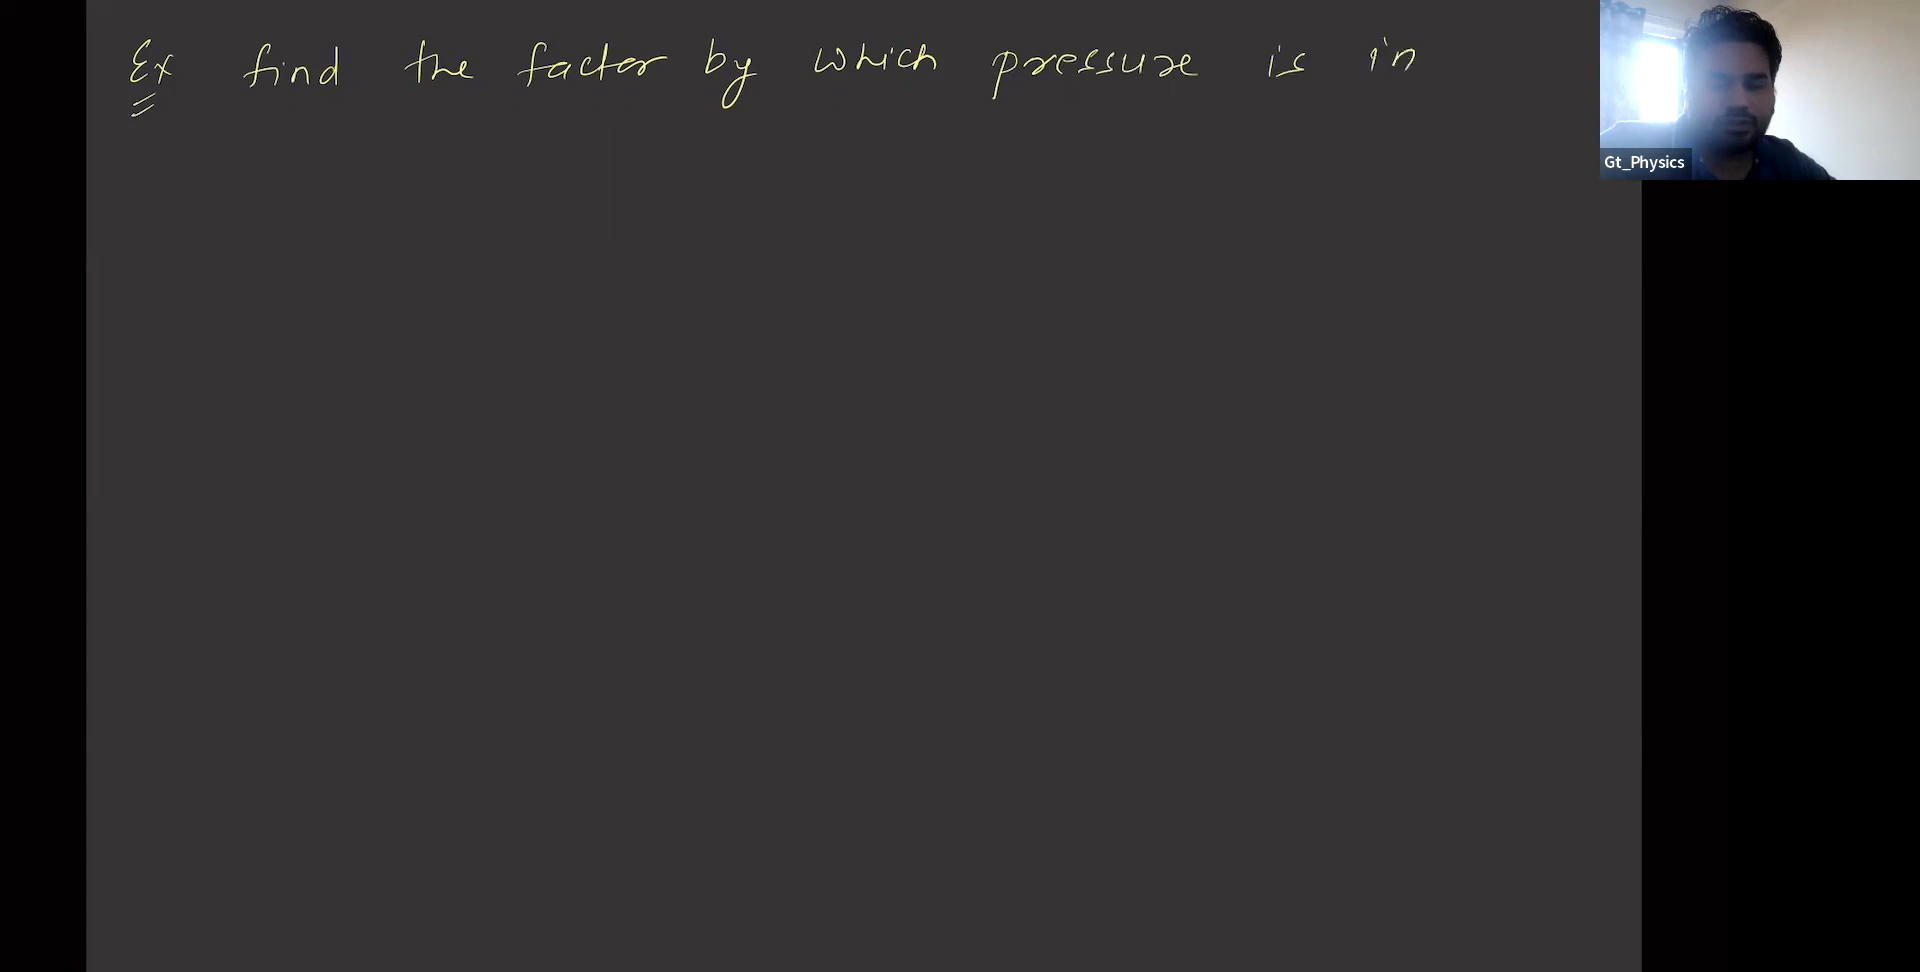 Ex find the factor by which pressure is in
Gt_Physics